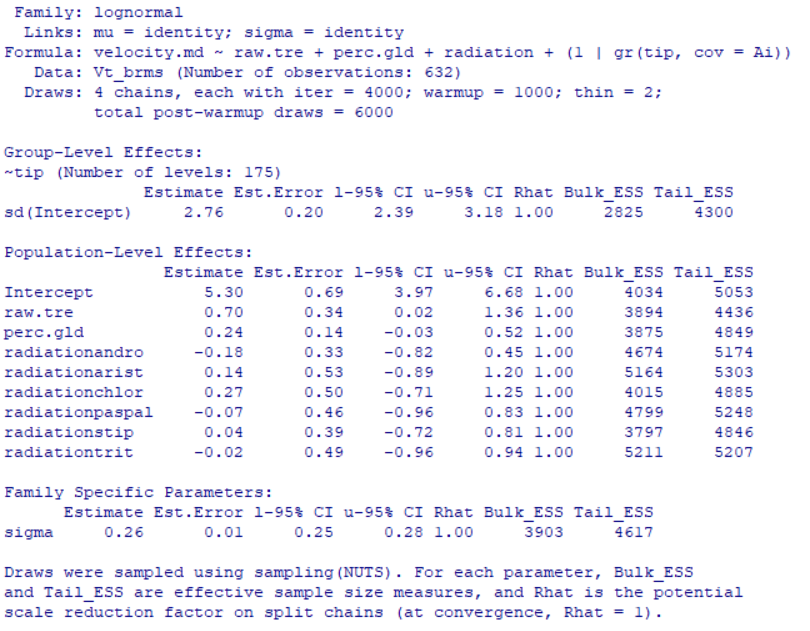 Family: lognormal
Links: mu = identity; sigma = identity
Formula: velocity.md ~ raw.tre + perc.gld + radiation + (1 | gr(tip, cov = Ai))
Data: Vt_brms (Number of observations: 632)
Draws: 4 chains, each with iter = 4000; warmup = 1000; thin = 2;
total post-warmup draws = 6000
Group-Level Effects:
~tip (Number of levels: 175)
Estimate Est.Error l-95% CI u-95% CI Rhat Bulk_ESS Tail_ESS
sd(Intercept) 2.76 0.20 2.39 3.18 1.00 2825 4300
Population-Level Effects:
Estimate Est.Error l-95% CI u-95% CI Rhat Bulk_ESS Tail_ESS
Intercept 5.30 0.69 3.97 6.68 1.00 4034 5053
raw.tre 0.70 0.34 0.02 1.36 1.00 3894 4436
perc.gld 0.24 0.14 -0.03 0.52 1.00 3875 4849
radiationandro -0.18 0.33 -0.82 0.45 1.00 4674 5174
radiationarist 0.14 0.53 -0.89 1.20 1.00 5164 5303
radiationchlor 0.27 0.50 -0.71 1.25 1.00 4015 4885
radiationpaspal -0.07 0.46 -0.96 0.83 1.00 4799 5248
radiationstip 0.04 0.39 -0.72 0.81 1.00 3797 4846
radiationtrit -0.02 0.49 -0.96 0.94 1.00 5211 5207
Family Specific Parameters:
Estimate Est.Error l-95% CI u-95% CI Rhat Bulk_ESS Tail_ESS
sigma 0.26 0.01 0.25 0.28 1.00 3903 4617
Draws were sampled using sampling(NUTS). For each parameter, Bulk_ESS
and Tail_ESS are effective sample size measures, and Rhat is the potential
scale reduction factor on split chains (at convergence, Rhat = 1).